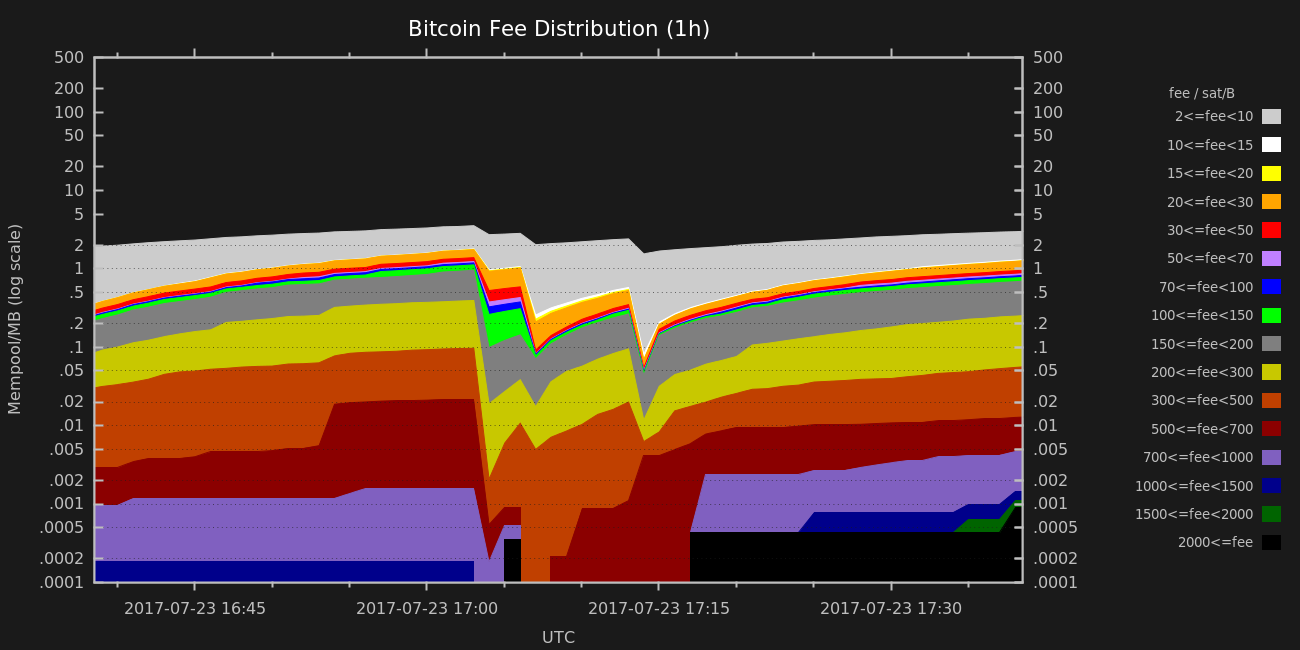 Bitcoin Fee Distribution (1h)
Mempool/MB (log scale)
500
200
100
50
20
10
5
2
1
.5
.2
.1
.05
.02
.01
.005
.002
.001
.0005
.0002
.0001
500
200
100
50
20
10
5
2
1
.5
.2
.1
.05
.02
.01
.005
.002
.001
.0005
.0002
.0001
2017-07-23 16:45
2017-07-23 17:00
2017-07-23 17:15
2017-07-23 17:30
UTC
fee / sat/B
2<=fee<10
10<=fee<15
15<=fee<20
20<=fee<30
30<=fee<50
50<=fee<70
70<=fee<100
100<=fee<150
150<=fee<200
200<=fee<300
300<=fee<500
500<=fee<700
700<=fee<1000
1000<=fee<1500
1500<=fee<2000
2000<=fee